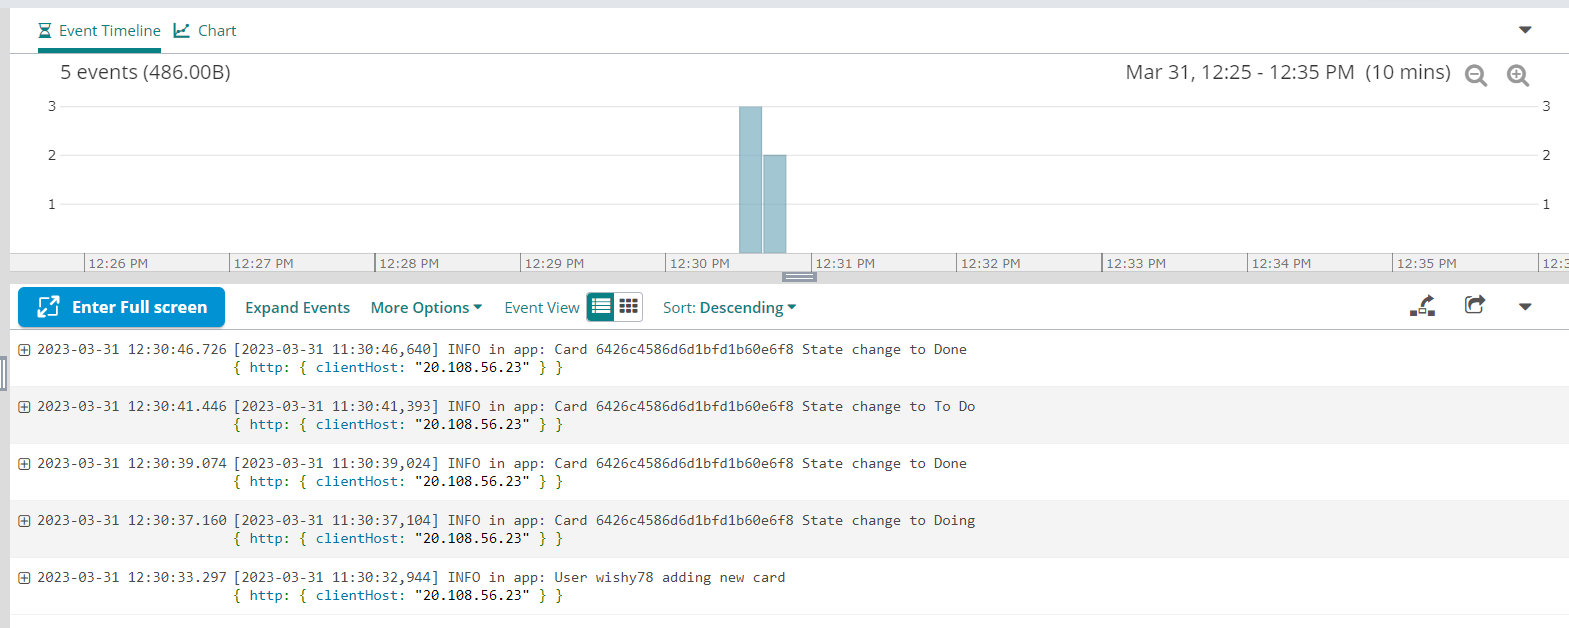 Event Timeline Chart
5 events (486.00B) Mar 31, 12:25 - 12:35 PM (10 mins)
3 3
2 2
1 1
12:26 PM 12:27 PM 12:28 PM 12:29 PM 12:30 PM 12:31 PM 12:32 PM 12:33 PM 12:34 PM 12:35 PM 12:3
Enter Full screen Expand Events More Options Event View Sort: Descending
2023-03-31 12:30:46.726 [2023-03-31 11:30:46,640] INFO in app: Card 6426c4586d6d1bfd1b60e6f8 State change to Done
{ http: { clientHost: "20.108.56.23" } }
2023-03-31 12:30:41.446 [2023-03-31 11:30:41,393] INFO in app: Card 6426c4586d6d1bfd1b60e6f8 State change to To Do
{ http: { clientHost: "20.108.56.23" } }
2023-03-31 12:30:39.074 [2023-03-31 11:30:39,024] INFO in app: Card 6426c4586d6d1bfd1b60e6f8 State change to Done
{ http: { clientHost: "20.108.56.23" } }
2023-03-31 12:30:37.160 [2023-03-31 11:30:37,104] INFO in app: Card 6426c4586d6d1bfd1b60e6f8 State change to Doing
{ http: { clientHost: "20.108.56.23" } }
2023-03-31 12:30:33.297 [2023-03-31 11:30:32,944] INFO in app: User wishy78 adding new card
{ http: { clientHost: "20.108.56.23" } }